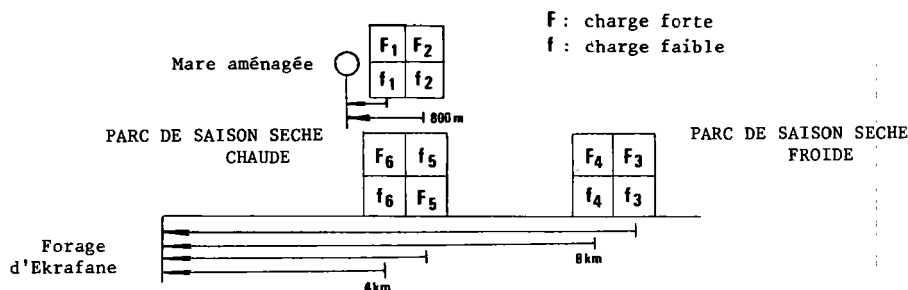 F : charge forte
f : charge faible
Mare aménagée
F1 F2
f1 f2
800 m
PARC DE SAISON SECHE
CHAUDE
PARC DE SAISON SECHE
FROIDE
F6 f5
f6 F5
F4 F3
f4 f3
Forage
d'Ekrafane
8 km
4 km